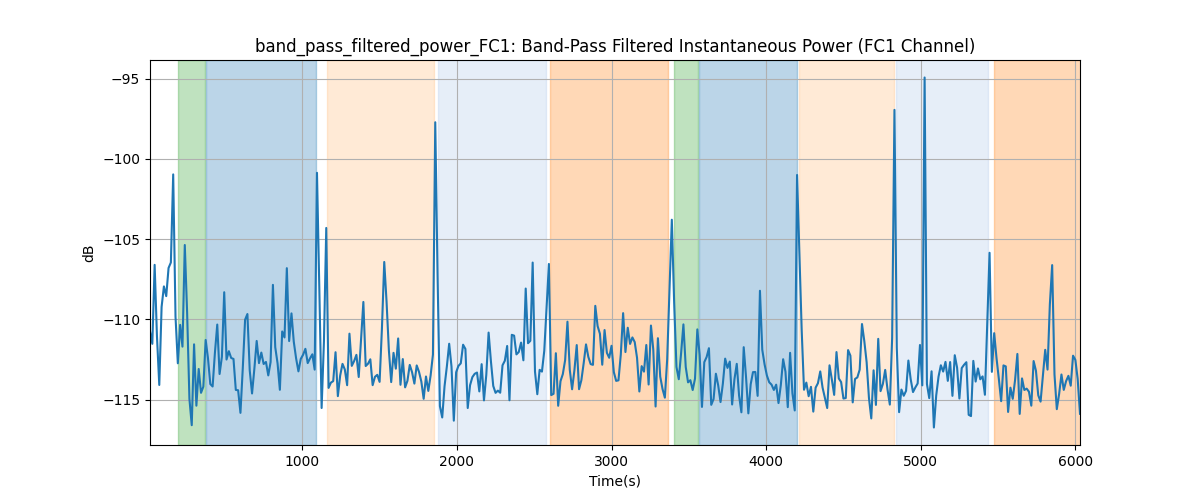 band_pass_filtered_power_FC1: Band-Pass Filtered Instantaneous Power (FC1 Channel)
−95
−100
−105
−110
−115
dB
1000 2000 3000 4000 5000 6000
Time(s)